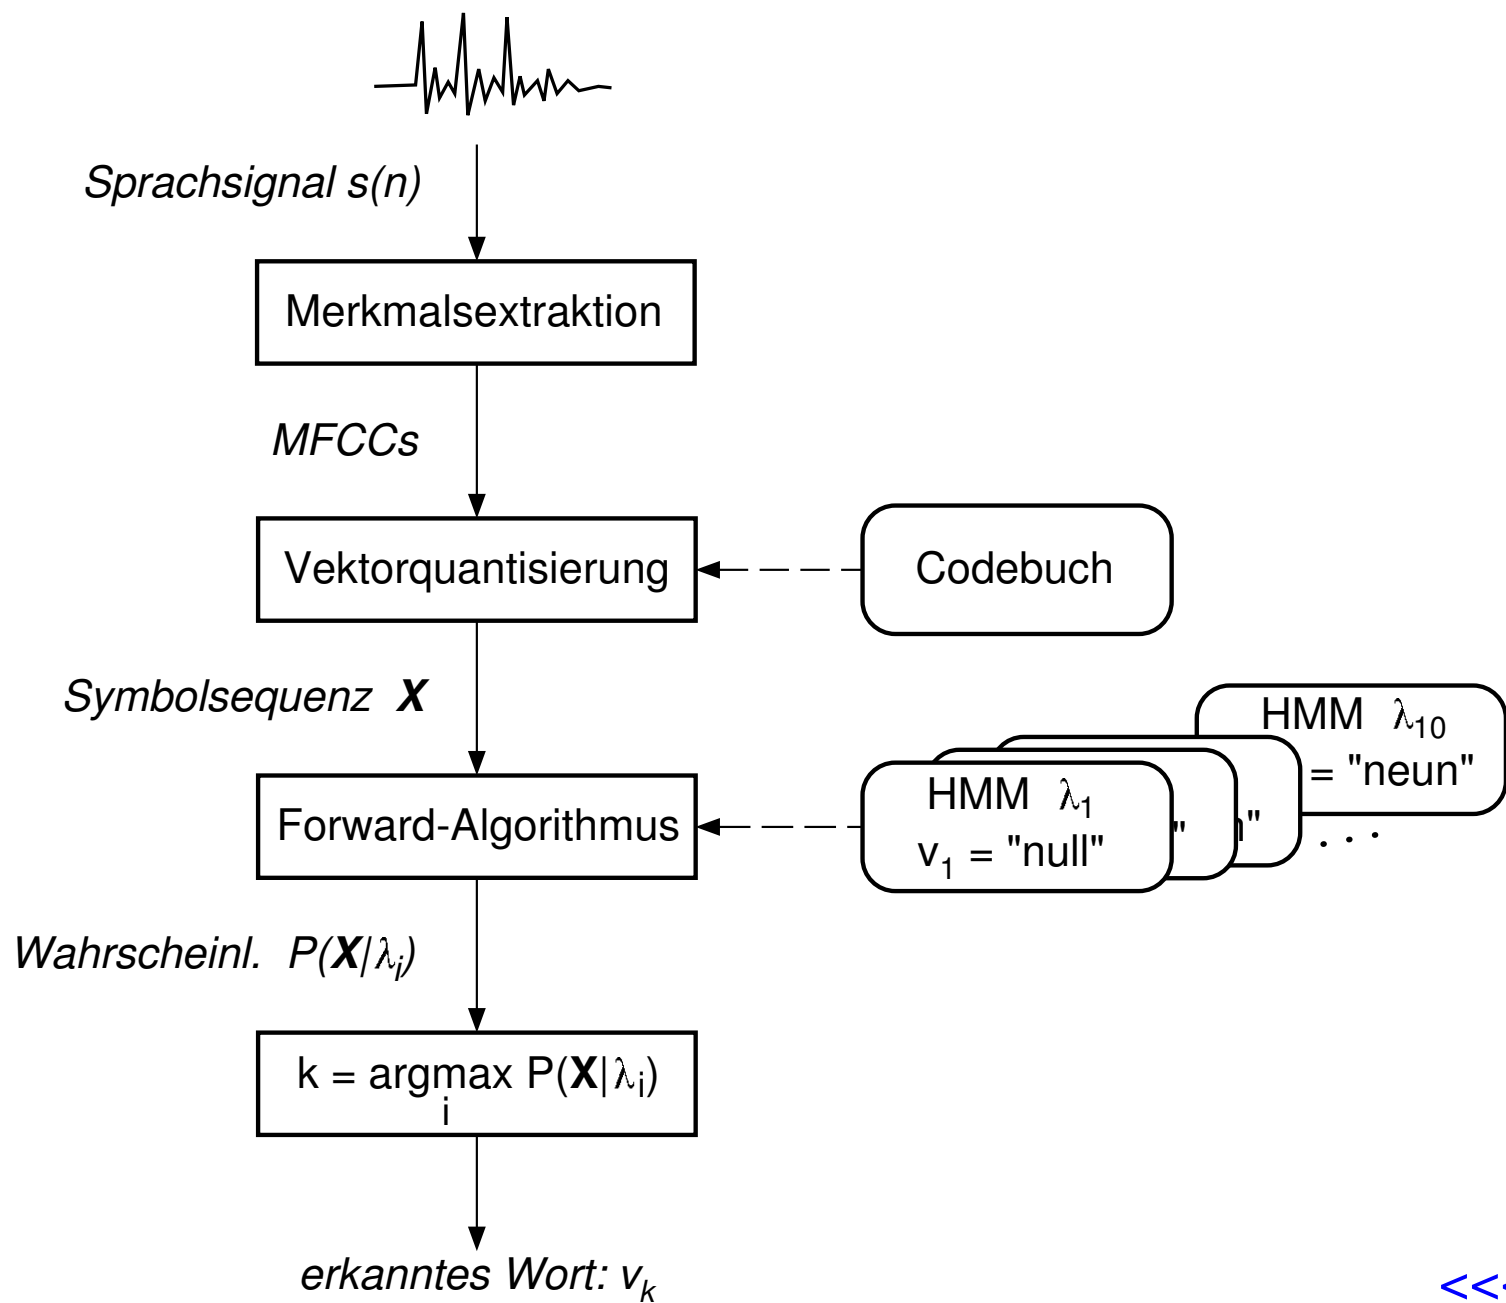 Sprachsignal s(n)
Merkmalsextraktion
MFCCs
Vektorquantisierung
Codebuch
Symbolsequenz X
HMM λ10
= "neun"
HMM λ1
v1 = "null"
"
"
. . .
Forward-Algorithmus
Wahrscheinl. P(X|λi)
k = argmax P(X|λi)
i
erkanntes Wort: vk
<<